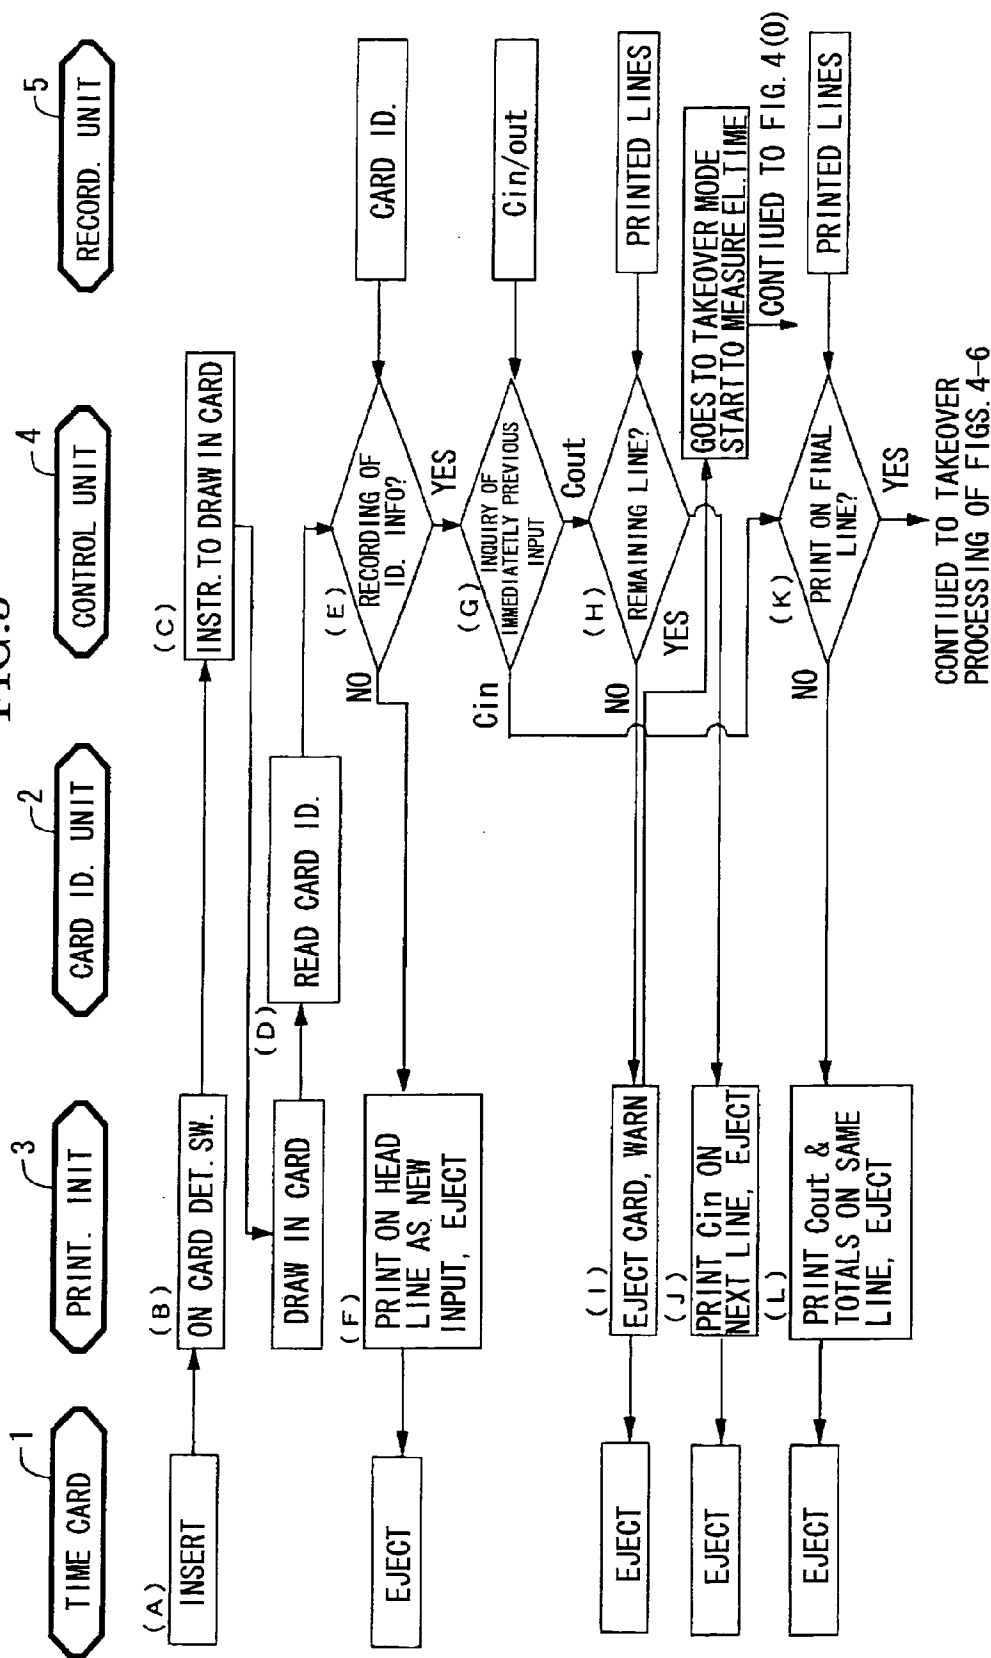 FIG.3
1
3
2
4
5
TIME CARD
PRINT. INIT
CARD ID. UNIT
CONTROL UNIT
RECORD. UNIT
(A)
INSERT
(B)
ON CARD DET. SW.
(C)
INSTR. TO DRAW IN CARD
DRAW IN CARD
(D)
READ CARD ID.
(E)
RECORDING OF
ID. INFO?
CARD ID.
NO
YES
(F)
PRINT ON HEAD
LINE AS NEW
INPUT, EJECT
EJECT
(G)
INQUIRY OF
IMMEDIATETLY PREVIOUS
INPUT
Cin/out
Cin
Cout
(H)
REMAINING LINE?
PRINTED LINES
NO
YES
(I)
EJECT CARD, WARN
EJECT
GOES TO TAKEOVER MODE
START TO MEASURE EL.TIME
CONTIUED TO FIG. 4(O)
(J)
PRINT Cin ON
NEXT LINE, EJECT
EJECT
(K)
PRINT ON FINAL
LINE?
PRINTED LINES
NO
YES
(L)
PRINT Cout &
TOTALS ON SAME
LINE, EJECT
EJECT
CONTIUED TO TAKEOVER
PROCESSING OF FIGS. 4-6